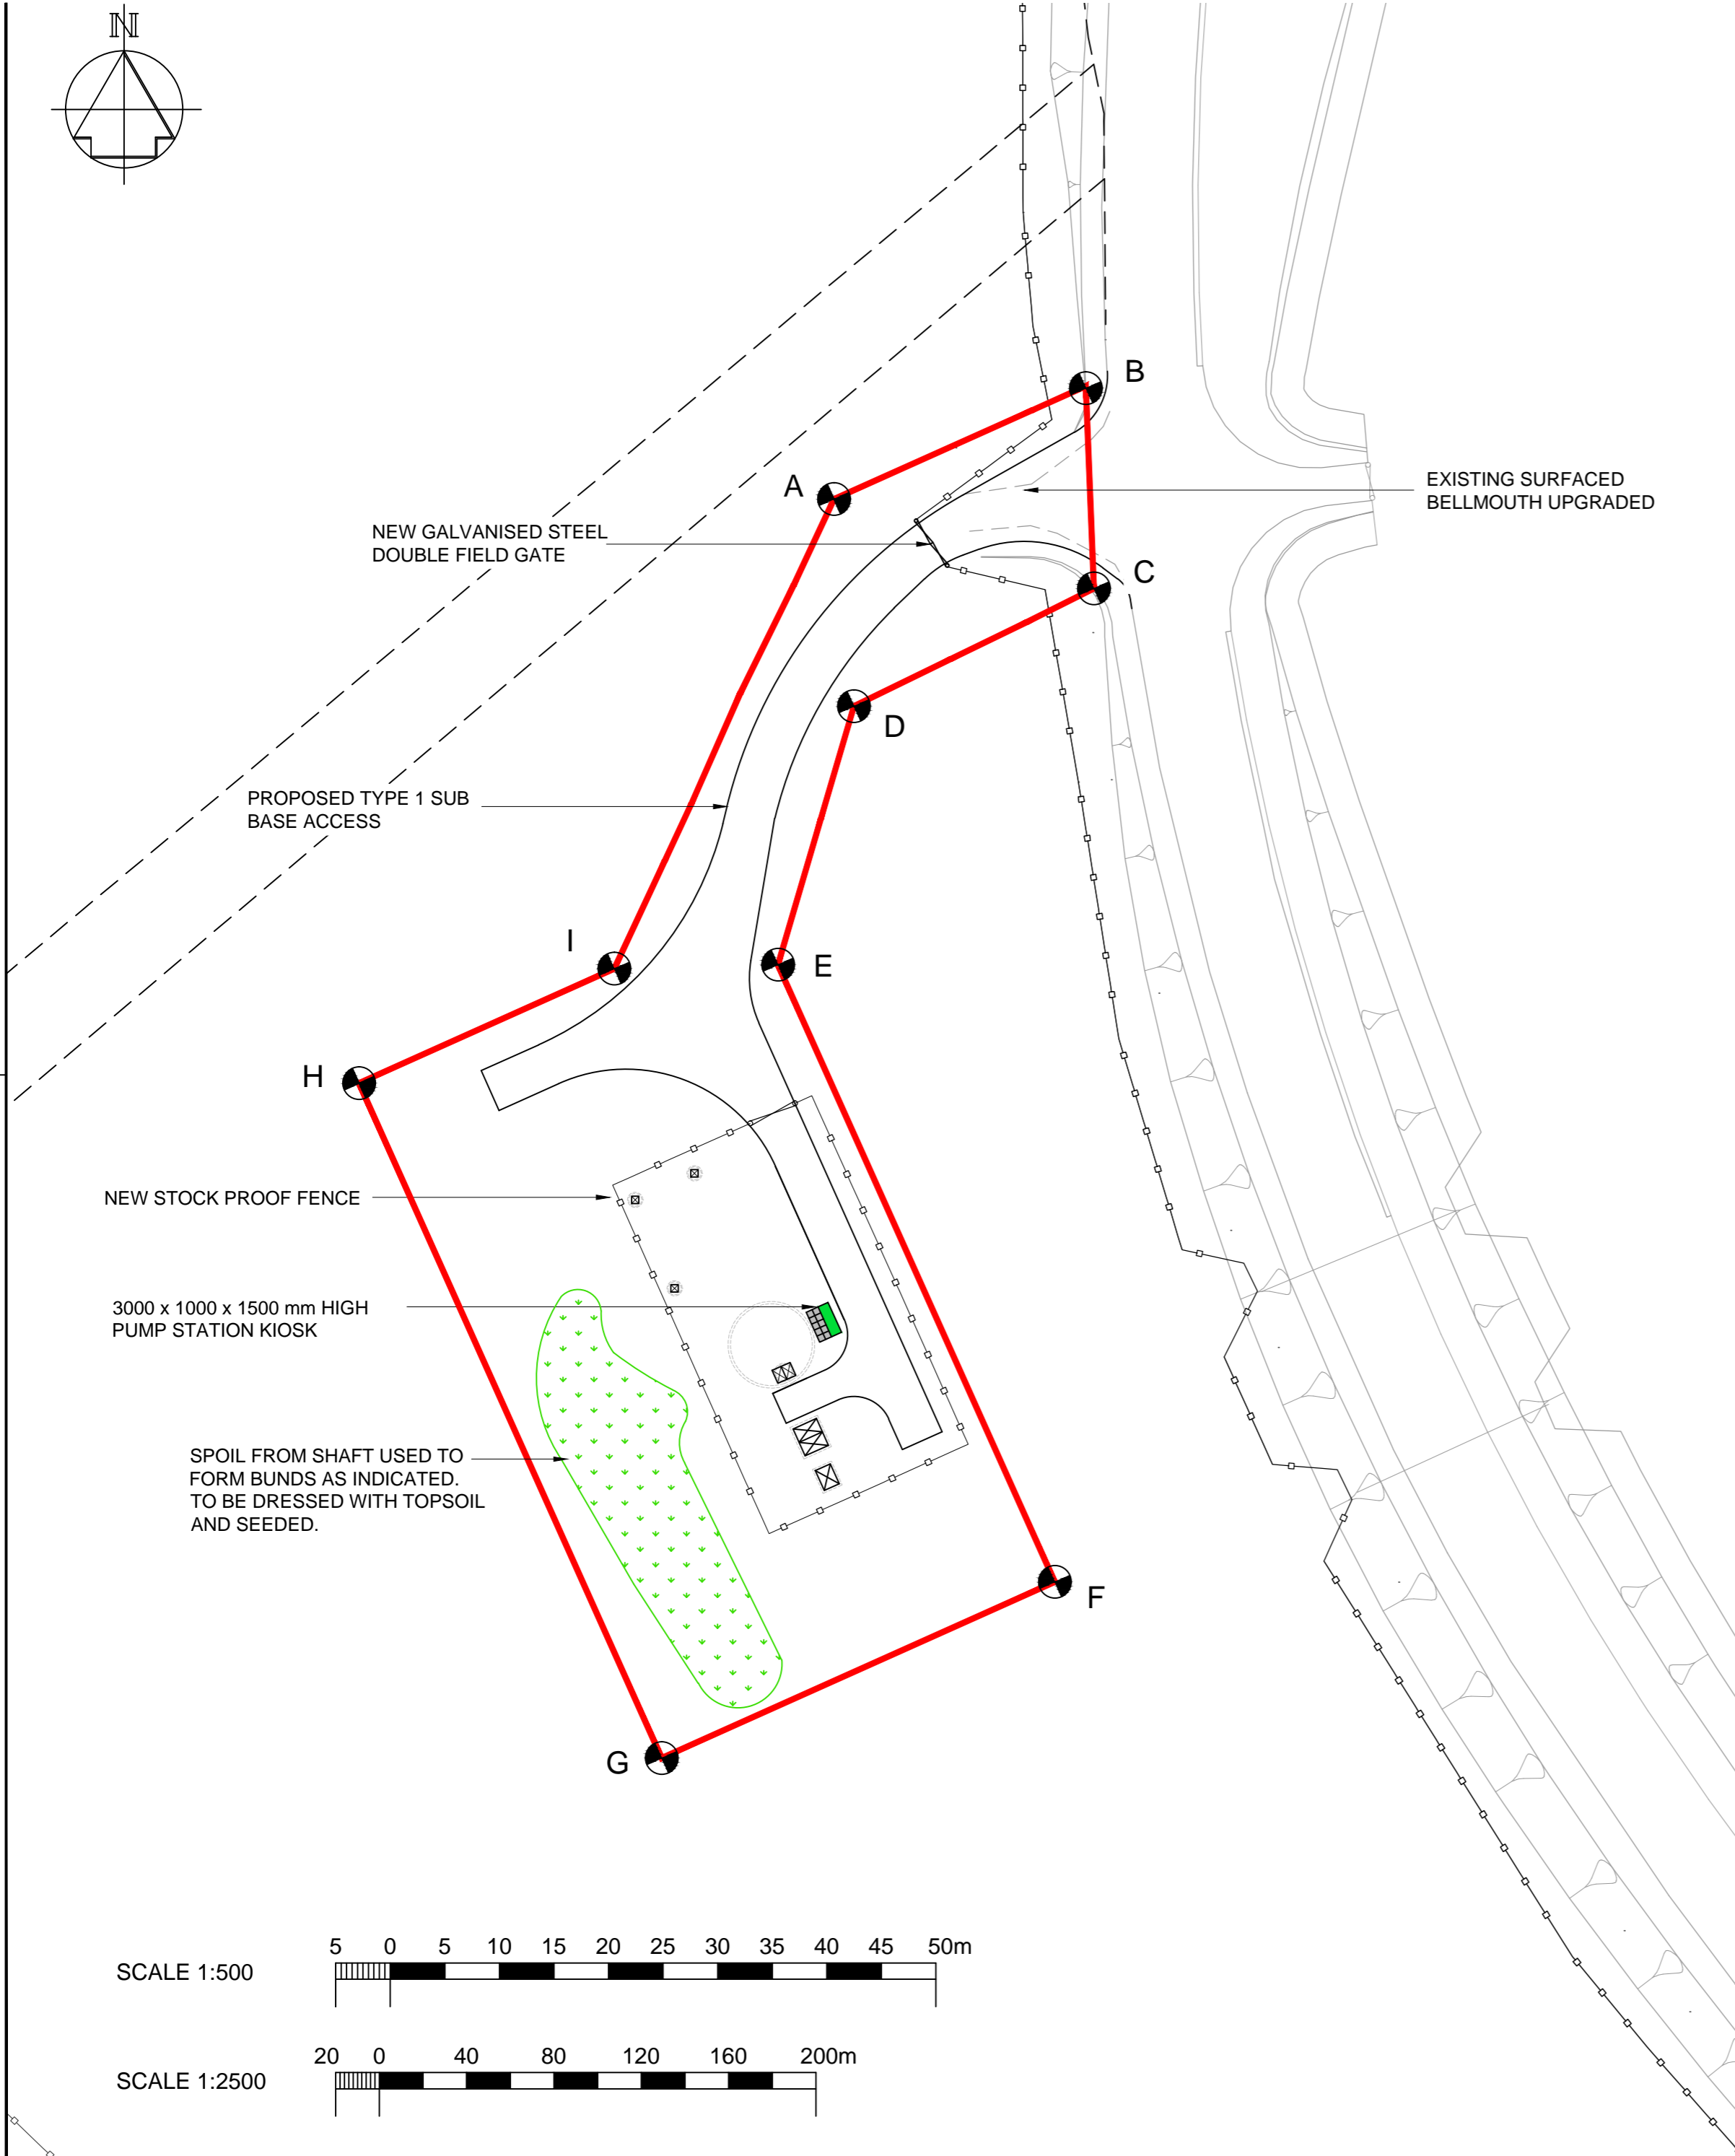 N
B
A
EXISTING SURFACED
BELLMOUTH UPGRADED
NEW GALVANISED STEEL
DOUBLE FIELD GATE
C
D
PROPOSED TYPE 1 SUB
BASE ACCESS
I
E
H
NEW STOCK PROOF FENCE
3000 x 1000 x 1500 mm HIGH
PUMP STATION KIOSK
SPOIL FROM SHAFT USED TO
FORM BUNDS AS INDICATED.
TO BE DRESSED WITH TOPSOIL
AND SEEDED.
F
G
5 0 5 10 15 20 25 30 35 40 45 50m
SCALE 1:500
20 0 40 80 120 160 200m
SCALE 1:2500